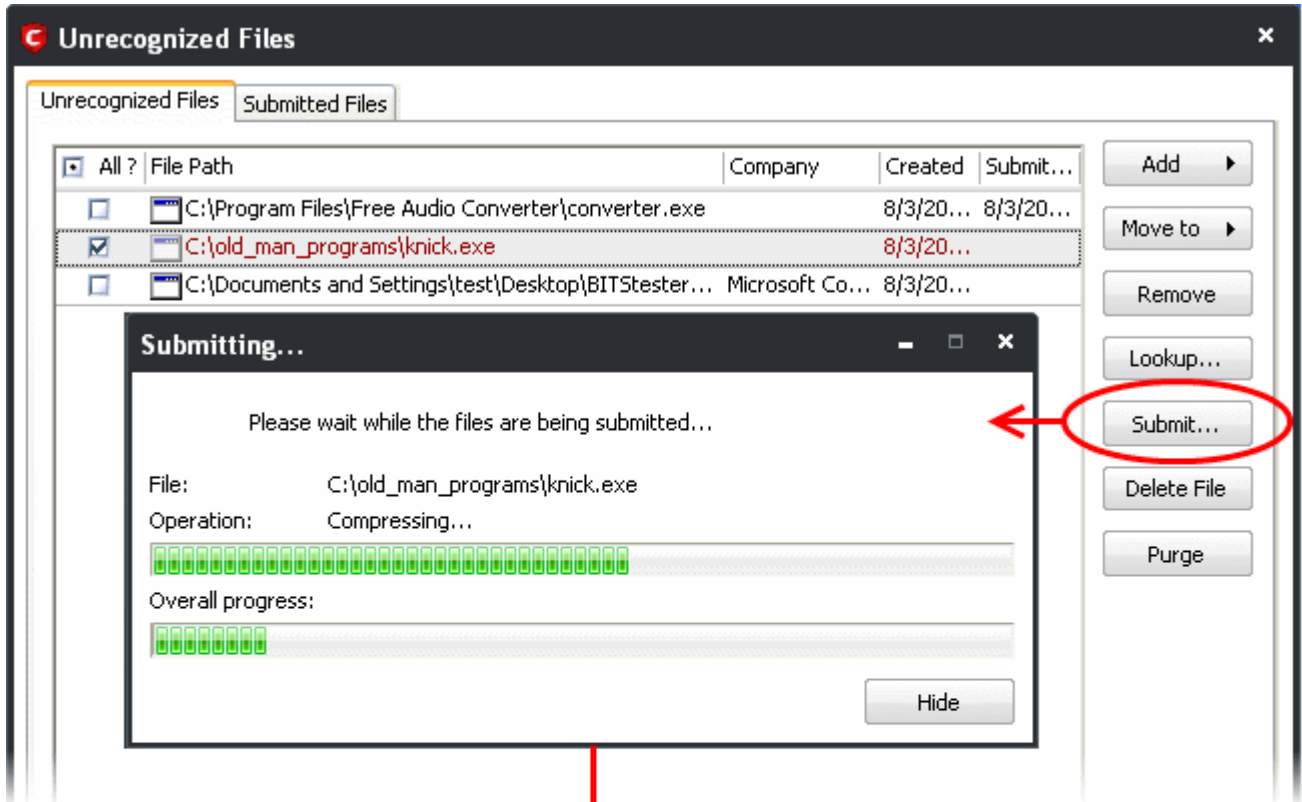 Unrecognized Files
Unrecognized Files Submitted Files
All ? File Path Company Created Submit...
C:\Program Files\Free Audio Converter\converter.exe 8/3/20... 8/3/20...
C:\old_man_programs\knick.exe 8/3/20...
C:\Documents and Settings\test\Desktop\BITStester... Microsoft Co... 8/3/20...
Add
Move to
Remove
Lookup...
Submit...
Delete File
Purge
Submitting...
Please wait while the files are being submitted...
File: C:\old_man_programs\knick.exe
Operation: Compressing...
Overall progress:
Hide